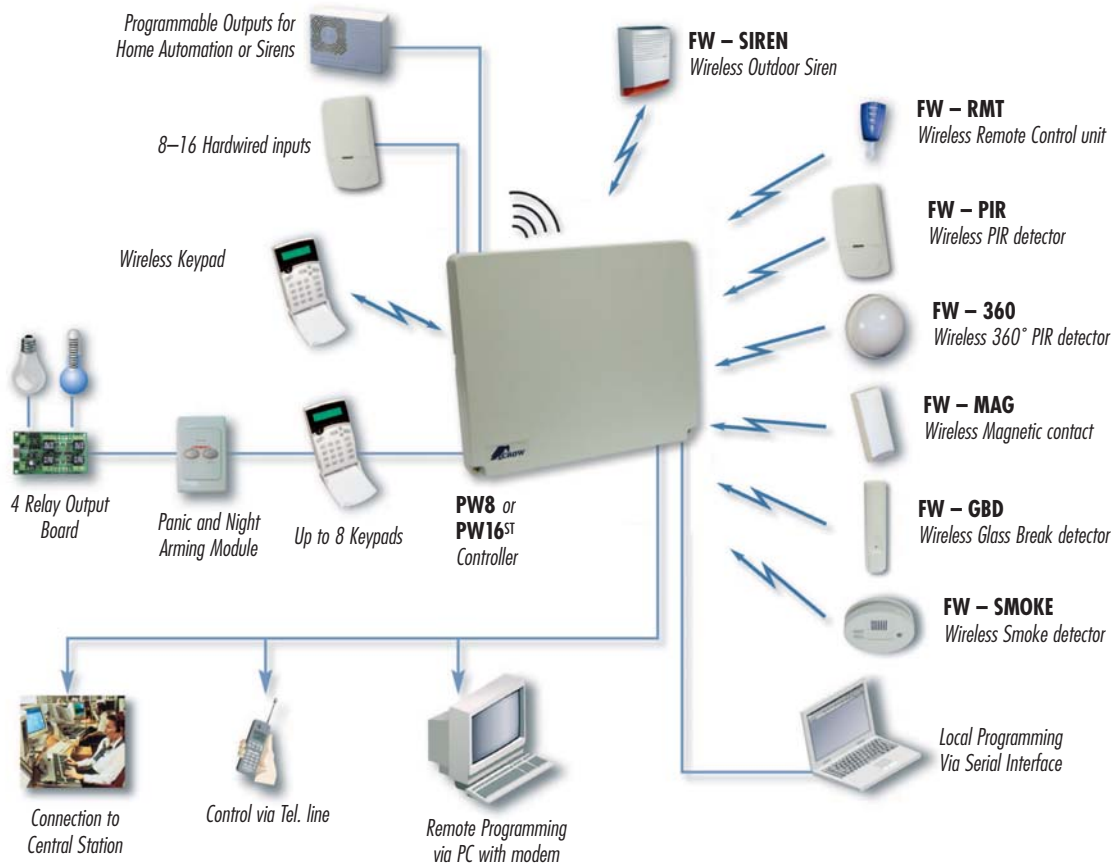 Programmable Outputs for
Home Automation or Sirens
8–16 Hardwired inputs
Wireless Keypad
4 Relay Output
Board
Panic and Night
Arming Module
Up to 8 Keypads
CROW
PW8 or
PW16ST
Controller
FW – SIREN
Wireless Outdoor Siren
FW – RMT
Wireless Remote Control unit
FW – PIR
Wireless PIR detector
FW – 360
Wireless 360˚ PIR detector
FW – MAG
Wireless Magnetic contact
FW – GBD
Wireless Glass Break detector
FW – SMOKE
Wireless Smoke detector
Local Programming
Via Serial Interface
Connection to
Central Station
Control via Tel. line
Remote Programming
via PC with modem